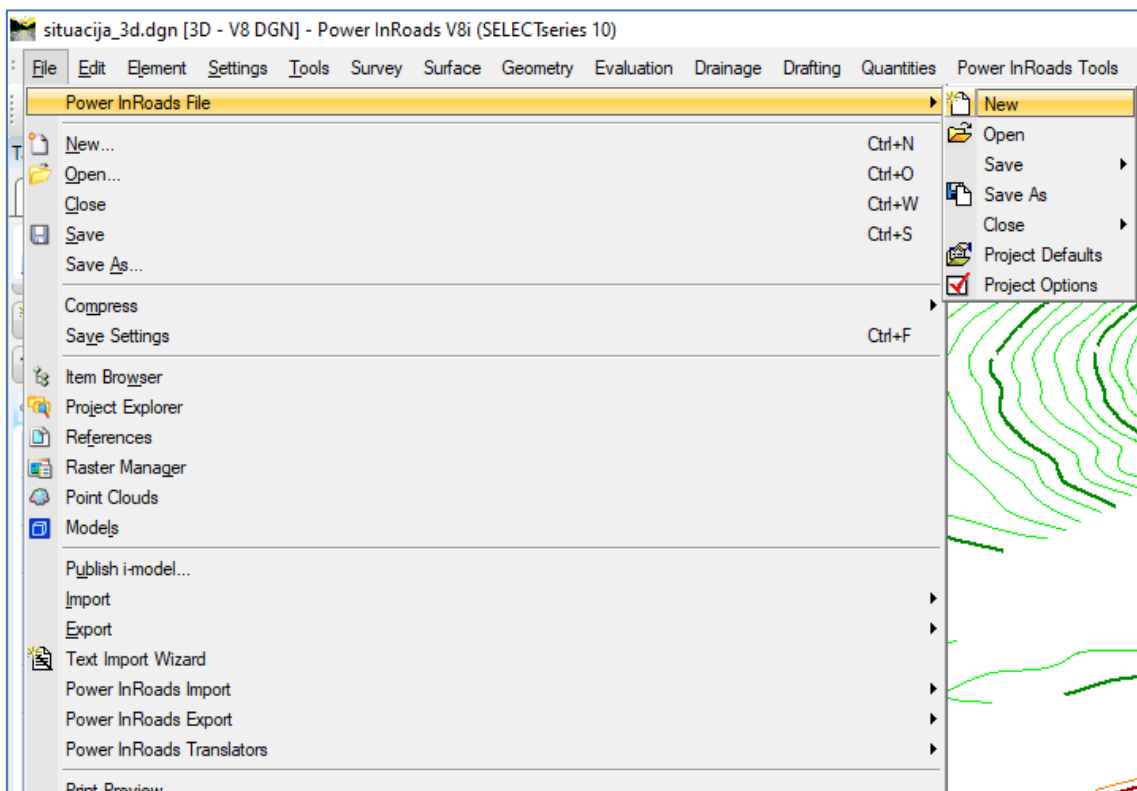 situacija_3d.dgn [3D - V8 DGN] - Power InRoads V8i (SELECTseries 10)
File Edit Element Settings Tools Survey Surface Geometry Evaluation Drainage Drafting Quantities Power InRoads Tools
Power InRoads File
New... Ctrl+N
Open... Ctrl+O
Close Ctrl+W
Save Ctrl+S
Save As...
Compress
Save Settings Ctrl+F
Item Browser
Project Explorer
References
Raster Manager
Point Clouds
Models
Publish i-model...
Import
Export
Text Import Wizard
Power InRoads Import
Power InRoads Export
Power InRoads Translators
Print Preview
New
Open
Save
Save As
Close
Project Defaults
Project Options